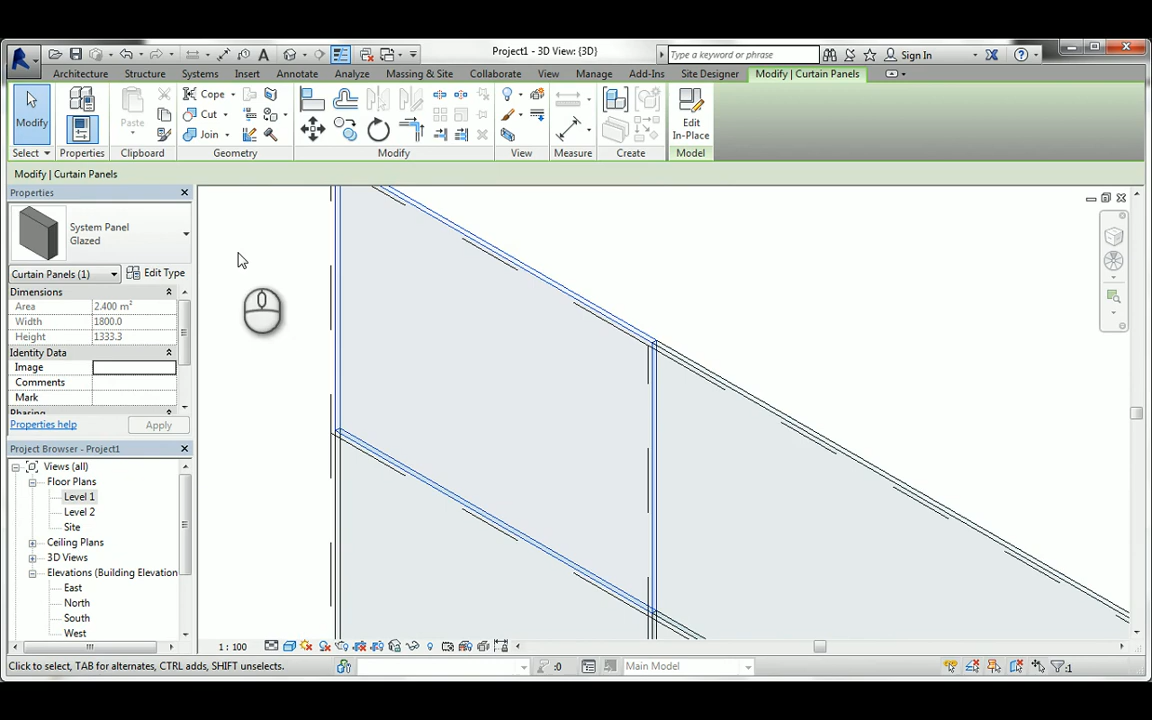 Project1 - 3D View: {3D}
Type a keyword or phrase
Sign In
Architecture
Structure
Systems
Insert
Annotate
Analyze
Massing & Site
Collaborate
View
Manage
Add-Ins
Site Designer
Modify | Curtain Panels
Modify
Paste
Cope
Cut
Join
Edit
In-Place
Select
Properties
Clipboard
Geometry
Modify
View
Measure
Create
Model
Modify | Curtain Panels
Properties
System Panel
Glazed
Curtain Panels (1)
Edit Type
Dimensions
Area 2.400 m²
Width 1800.0
Height 1333.3
Identity Data
Image
Comments
Mark
Phasing
Properties help
Apply
Project Browser - Project1
Views (all)
Floor Plans
Level 1
Level 2
Site
Ceiling Plans
3D Views
Elevations (Building Elevation
East
North
South
West
1 : 100
Click to select, TAB for alternates, CTRL adds, SHIFT unselects.
:0
Main Model
:1